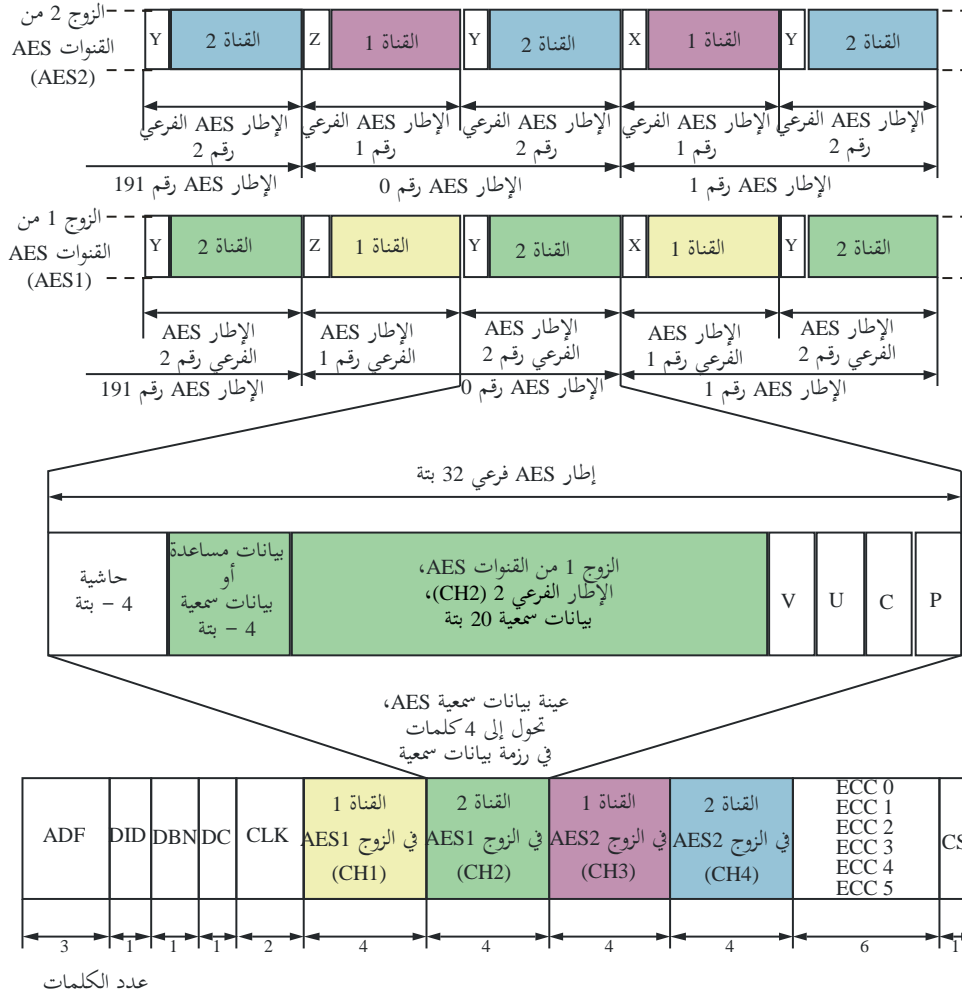 الزوج 2 من
القنوات AES
(AES2)
Y
القناة 2
Z
القناة 1
Y
القناة 2
X
القناة 1
Y
القناة 2
الإطار AES الفرعي
رقم 2
الإطار AES الفرعي
رقم 1
الإطار AES الفرعي
رقم 2
الإطار AES الفرعي
رقم 1
الإطار AES الفرعي
رقم 2
الإطار AES رقم 191
الإطار AES رقم 0
الإطار AES رقم 1
الزوج 1 من
القنوات AES
(AES1)
Y
القناة 2
Z
القناة 1
Y
القناة 2
X
القناة 1
Y
القناة 2
الإطار AES
الفرعي رقم 2
الإطار AES
الفرعي رقم 1
الإطار AES
الفرعي رقم 2
الإطار AES
الفرعي رقم 1
الإطار AES
الفرعي رقم 2
الإطار AES رقم 191
الإطار AES رقم 0
الإطار AES رقم 1
إطار AES فرعي 32 بتة
حاشية
4 – بتة
بيانات مساعدة
أو
بيانات سمعية
4 – بتة
الزوج 1 من القنوات AES،
الإطار الفرعي 2 (CH2)،
بيانات سمعية 20 بتة
V
U
C
P
عينة بيانات سمعية AES،
تحول إلى 4 كلمات
في رزمة بيانات سمعية
ADF
DID
DBN
DC
CLK
القناة 1
في الزوج AES1
(CH1)
القناة 2
في الزوج AES1
(CH2)
القناة 1
في الزوج AES2
(CH3)
القناة 2
في الزوج AES2
(CH4)
ECC 0
ECC 1
ECC 2
ECC 3
ECC 4
ECC 5
CS
3
1
1
1
2
4
4
4
4
6
1
عدد الكلمات